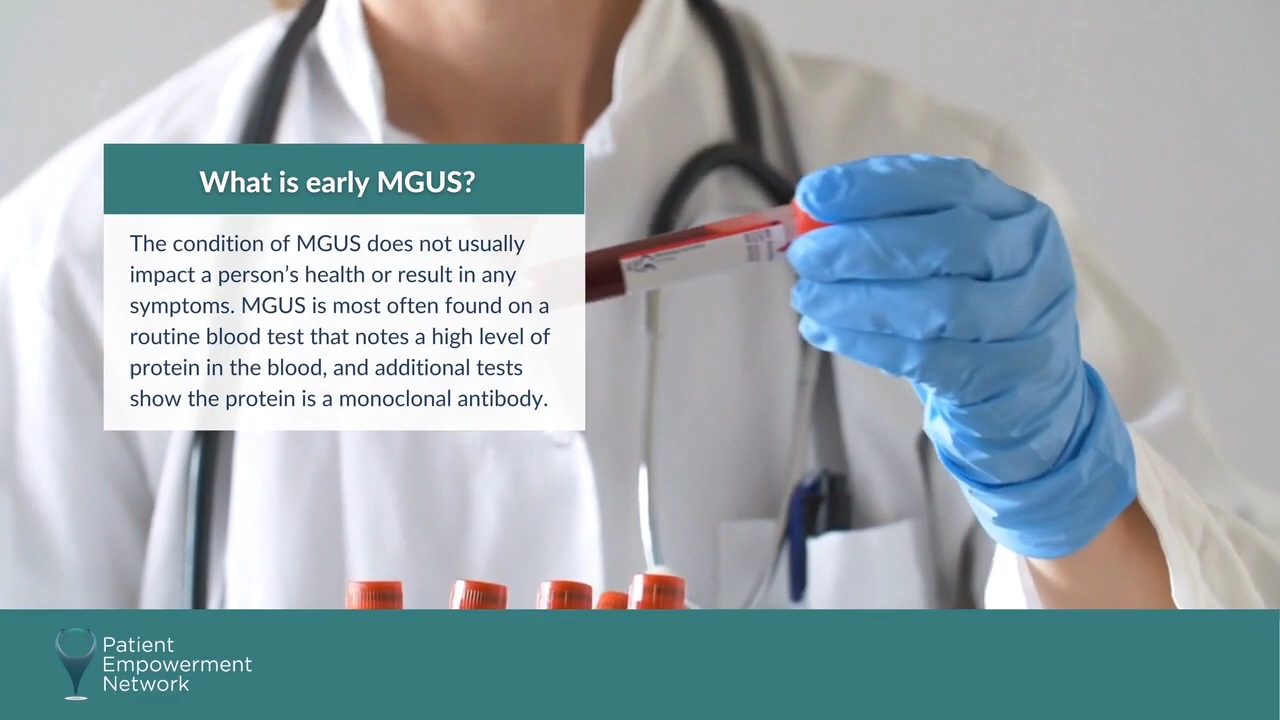 What is early MGUS?
The condition of MGUS does not usually
impact a person’s health or result in any
symptoms. MGUS is most often found on a
routine blood test that notes a high level of
protein in the blood, and additional tests
show the protein is a monoclonal antibody.
Patient
Empowerment
Network